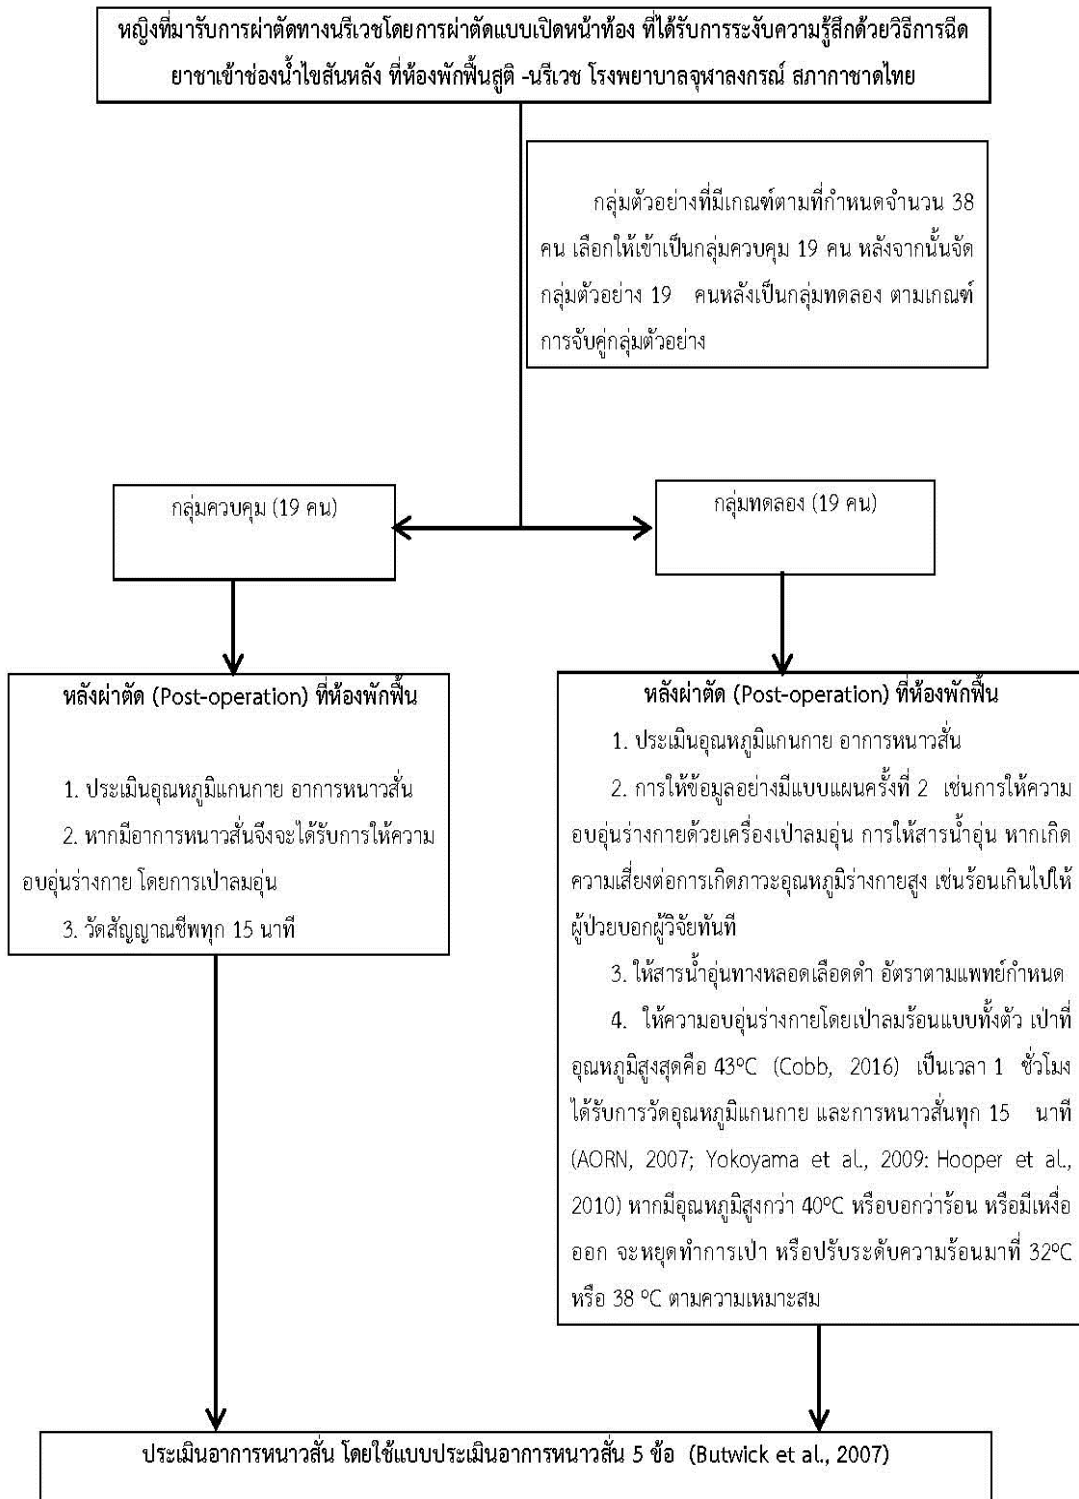 หญิงที่มารับการผ่าตัดทางนรีเวชโดยการผ่าตัดแบบเปิดหน้าท้อง ที่ได้รับการระงับความรู้สึกด้วยวิธีการฉีด
ยาชาเข้าช่องน้ำไขสันหลัง ที่ห้องพักฟื้นสูติ -นรีเวช โรงพยาบาลจุฬาลงกรณ์ สภากาชาดไทย
กลุ่มตัวอย่างที่มีเกณฑ์ตามที่กำหนดจำนวน 38
คน เลือกให้เข้าเป็นกลุ่มควบคุม 19 คน หลังจากนั้นจัด
กลุ่มตัวอย่าง 19 คนหลังเป็นกลุ่มทดลอง ตามเกณฑ์
การจับคู่กลุ่มตัวอย่าง
กลุ่มควบคุม (19 คน)
กลุ่มทดลอง (19 คน)
หลังผ่าตัด (Post-operation) ที่ห้องพักฟื้น
1. ประเมินอุณหภูมิแกนกาย อาการหนาวสั่น
2. หากมีอาการหนาวสั่นจึงจะได้รับการให้ความ
อบอุ่นร่างกาย โดยการเป่าลมอุ่น
3. วัดสัญญาณชีพทุก 15 นาที
หลังผ่าตัด (Post-operation) ที่ห้องพักฟื้น
1. ประเมินอุณหภูมิแกนกาย อาการหนาวสั่น
2. การให้ข้อมูลอย่างมีแบบแผนครั้งที่ 2 เช่นการให้ความ
อบอุ่นร่างกายด้วยเครื่องเป่าลมอุ่น การให้สารน้ำอุ่น หากเกิด
ความเสี่ยงต่อการเกิดภาวะอุณหภูมิร่างกายสูง เช่นร้อนเกินไปให้
ผู้ป่วยบอกผู้วิจัยทันที
3. ให้สารน้ำอุ่นทางหลอดเลือดดำ อัตราตามแพทย์กำหนด
4. ให้ความอบอุ่นร่างกายโดยเป่าลมร้อนแบบทั้งตัว เป่าที่
อุณหภูมิสูงสุดคือ 43ºC (Cobb, 2016) เป็นเวลา 1 ชั่วโมง
ได้รับการวัดอุณหภูมิแกนกาย และการหนาวสั่นทุก 15 นาที
(AORN, 2007; Yokoyama et al., 2009: Hooper et al.,
2010) หากมีอุณหภูมิสูงกว่า 40ºC หรือบอกว่าร้อน หรือมีเหงื่อ
ออก จะหยุดทำการเป่า หรือปรับระดับความร้อนมาที่ 32ºC
หรือ 38 ºC ตามความเหมาะสม
ประเมินอาการหนาวสั่น โดยใช้แบบประเมินอาการหนาวสั่น 5 ข้อ (Butwick et al., 2007)